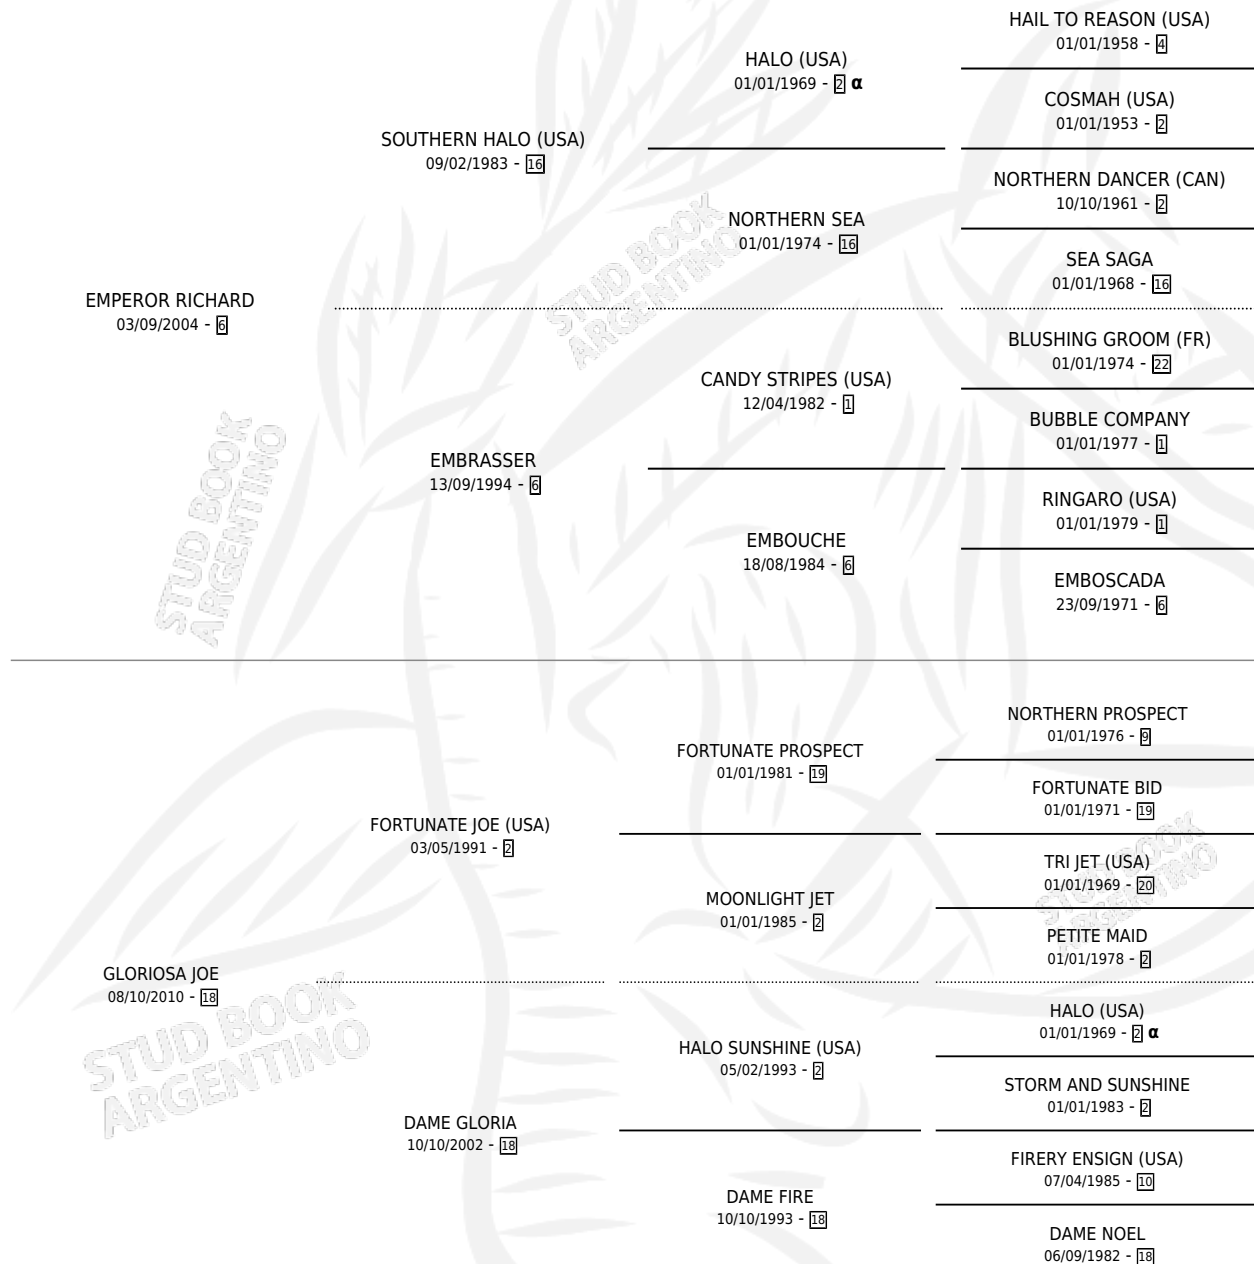 HAIL TO REASON (USA)
01/01/1958 - 4
HALO (USA)
01/01/1969 - 2 α
COSMAH (USA)
01/01/1953 - 2
SOUTHERN HALO (USA)
09/02/1983 - 16
NORTHERN DANCER (CAN)
10/10/1961 - 2
NORTHERN SEA
01/01/1974 - 16
SEA SAGA
01/01/1968 - 16
EMPEROR RICHARD
03/09/2004 - 6
STUD BOOK
ARGENTINO
BLUSHING GROOM (FR)
01/01/1974 - 22
CANDY STRIPES (USA)
12/04/1982 - 1
BUBBLE COMPANY
01/01/1977 - 1
EMBRASSER
13/09/1994 - 6
RINGARO (USA)
01/01/1979 - 1
EMBOUCHE
18/08/1984 - 6
EMBOSCADA
23/09/1971 - 6
STUD BOOK
ARGENTINO
NORTHERN PROSPECT
01/01/1976 - 9
FORTUNATE PROSPECT
01/01/1981 - 19
FORTUNATE BID
01/01/1971 - 19
FORTUNATE JOE (USA)
03/05/1991 - 2
TRI JET (USA)
01/01/1969 - 20
STUD BOOK
ARGENTINO
MOONLIGHT JET
01/01/1985 - 2
PETITE MAID
01/01/1978 - 2
GLORIOSA JOE
08/10/2010 - 18
STUD BOOK
ARGENTINO
HALO (USA)
01/01/1969 - 2 α
HALO SUNSHINE (USA)
05/02/1993 - 2
STORM AND SUNSHINE
01/01/1983 - 2
DAME GLORIA
10/10/2002 - 18
FIRERY ENSIGN (USA)
07/04/1985 - 10
DAME FIRE
10/10/1993 - 18
DAME NOEL
06/09/1982 - 18